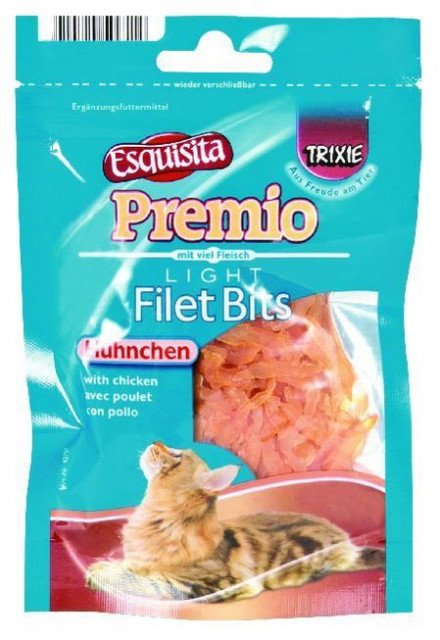 wieder verschließbar
Ergänzungsfuttermittel
Esquisita
TRIXIE
Aus Freude am Tier
Premio
mit viel Fleisch
LIGHT
Filet Bits
Hühnchen
with chicken
avec poulet
con pollo